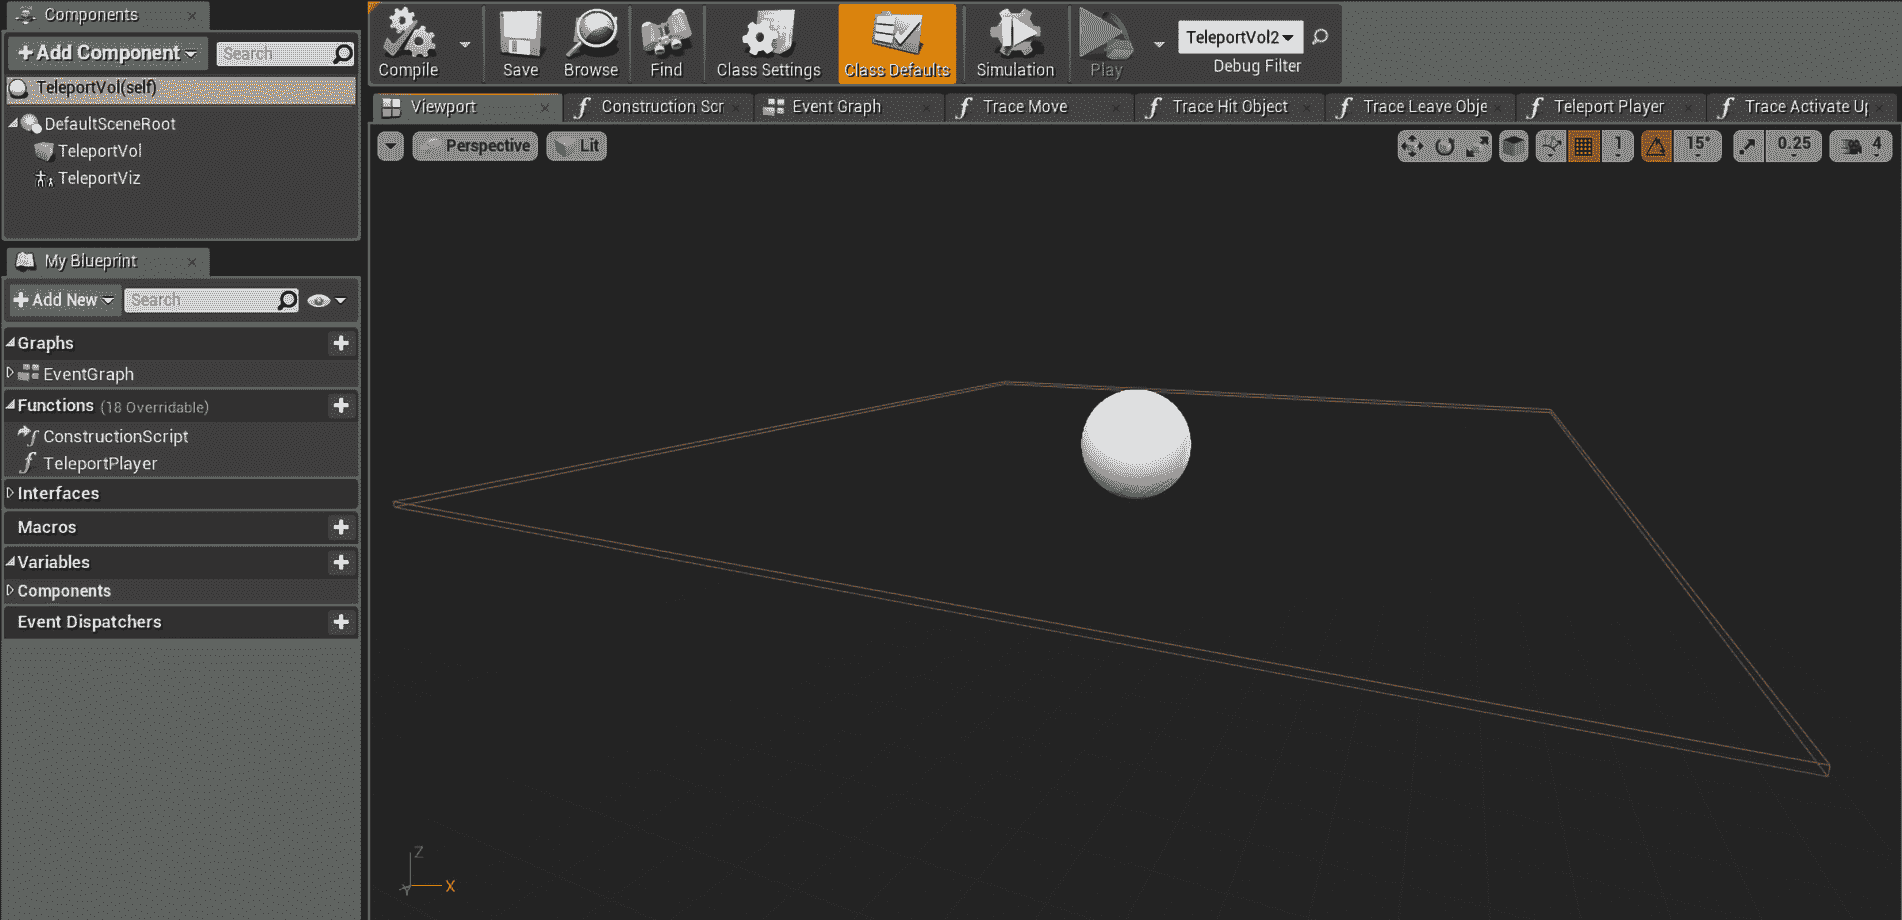 Components
+ Add Component
Search
TeleportVol(self)
DefaultSceneRoot
TeleportVol
TeleportViz
My Blueprint
+ Add New
Search
Graphs
EventGraph
Functions (18 Overridable)
ConstructionScript
TeleportPlayer
Interfaces
Macros
Variables
Components
Event Dispatchers
Compile
Save
Browse
Find
Class Settings
Class Defaults
Simulation
Play
TeleportVol2
Debug Filter
Viewport
Construction Scr
Event Graph
Trace Move
Trace Hit Object
Trace Leave Obje
Teleport Player
Trace Activate Up
Perspective
Lit
1
15°
0.25
4
Z
X
Y